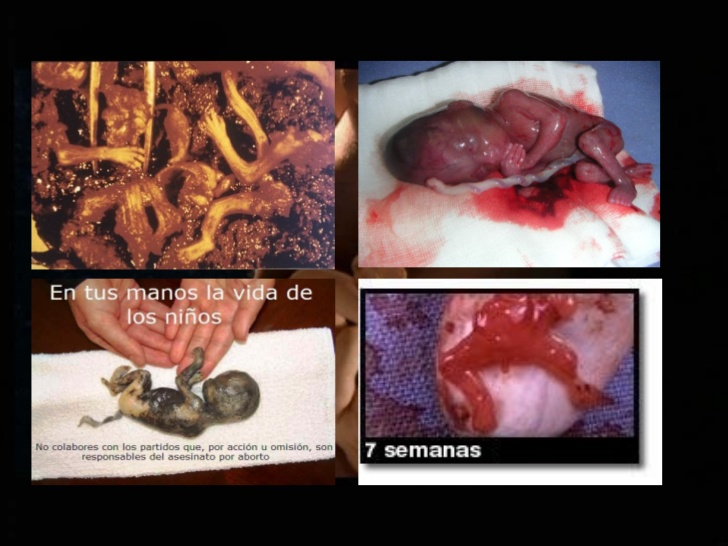 En tus manos la vida de
los niños
No colabores con los partidos que, por acción u omisión, son
responsables del asesinato por aborto
7 semanas